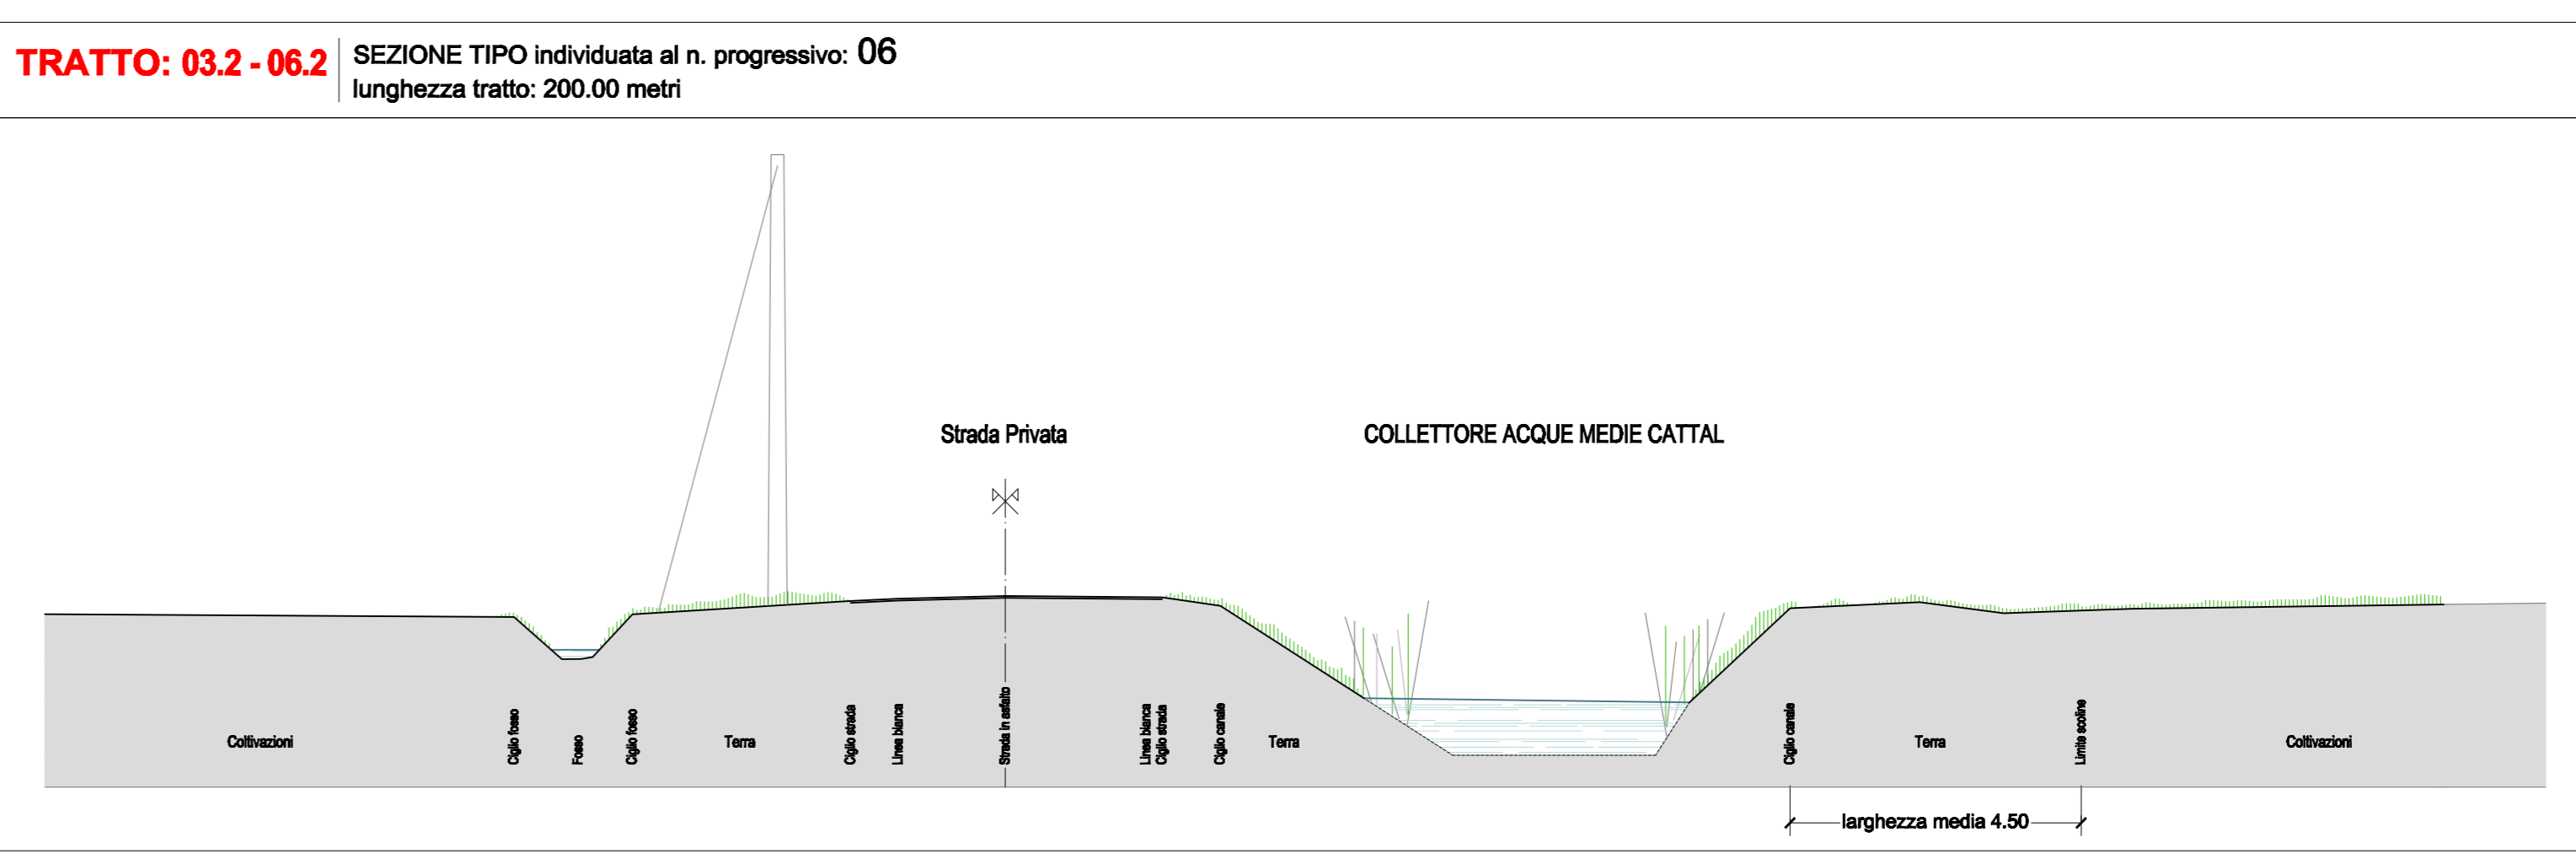 TRATTO: 03.2 - 06.2
SEZIONE TIPO individuata al n. progressivo: 06
lunghezza tratto: 200.00 metri
Strada Privata
COLLETTORE ACQUE MEDIE CATTAL
Coltivazioni
Ciglio fosso
Fosso
Ciglio fosso
Terra
Ciglio strada
Linea bianca
Strada in asfalto
Linea bianca
Ciglio strada
Ciglio canale
Terra
Ciglio canale
Terra
Limite scoline
Coltivazioni
larghezza media 4.50